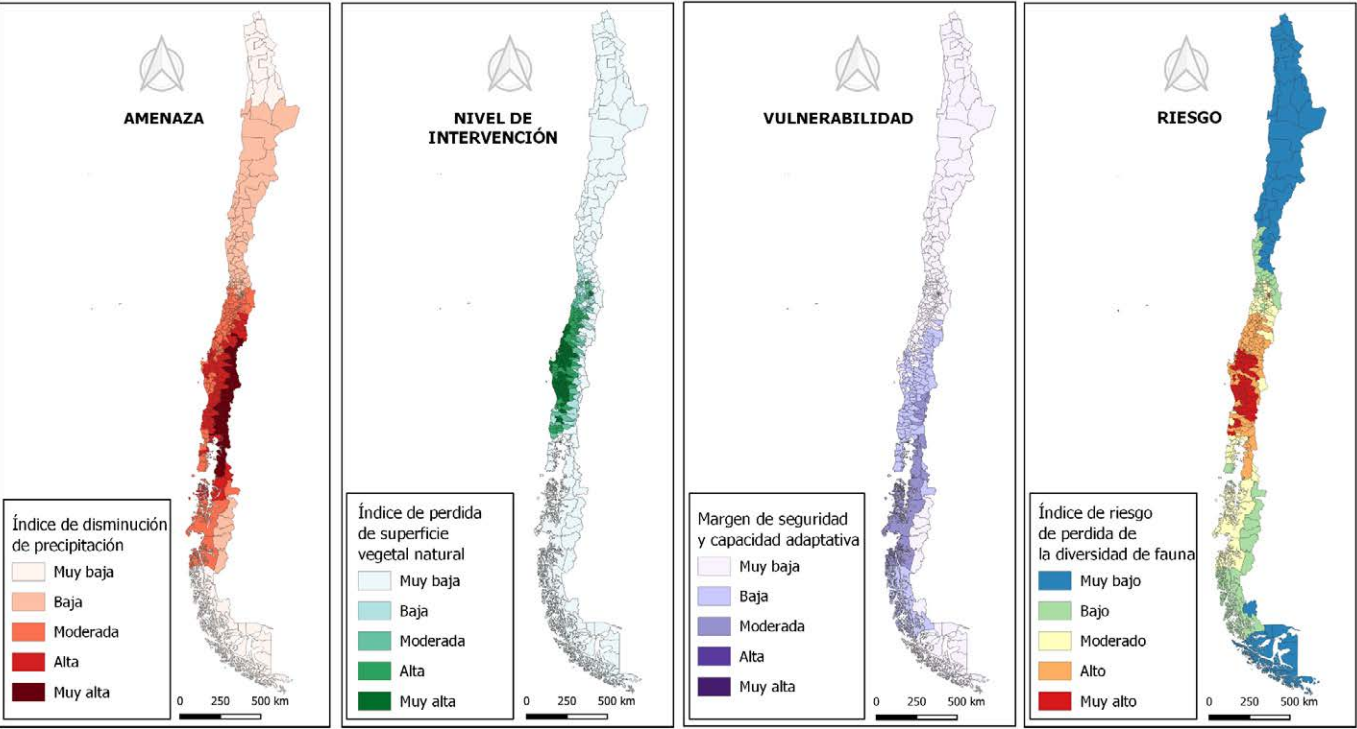 AMENAZA
Índice de disminución
de precipitación
Muy baja
Baja
Moderada
Alta
Muy alta
0 250 500 km
NIVEL DE
INTERVENCIÓN
Índice de perdida
de superficie
vegetal natural
Muy baja
Baja
Moderada
Alta
Muy alta
0 250 500 km
VULNERABILIDAD
Margen de seguridad
y capacidad adaptativa
Muy baja
Baja
Moderada
Alta
Muy alta
0 250 500 km
RIESGO
Índice de riesgo
de perdida de
la diversidad de fauna
Muy bajo
Bajo
Moderado
Alto
Muy alto
0 250 500 km